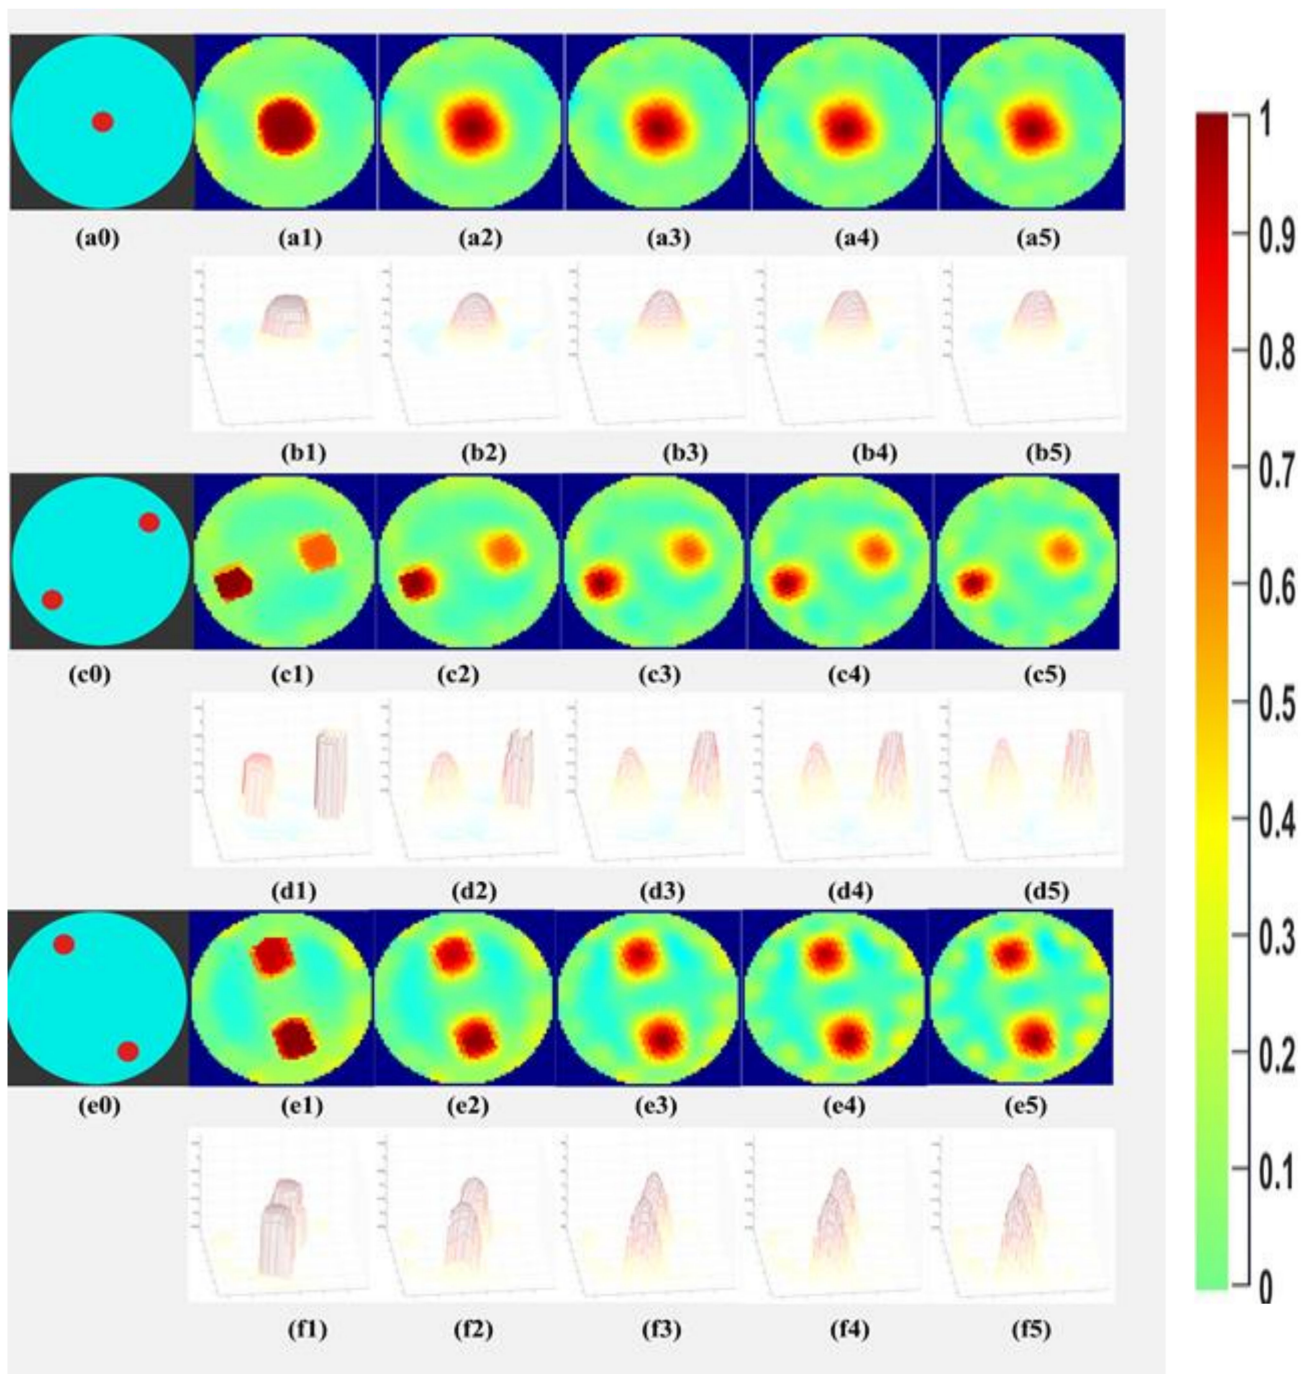 (a0) (a1) (a2) (a3) (a4) (a5)
(b1) (b2) (b3) (b4) (b5)
(c0) (c1) (c2) (c3) (c4) (c5)
(d1) (d2) (d3) (d4) (d5)
(e0) (e1) (e2) (e3) (e4) (e5)
(f1) (f2) (f3) (f4) (f5)
1
0.9
0.8
0.7
0.6
0.5
0.4
0.3
0.2
0.1
0